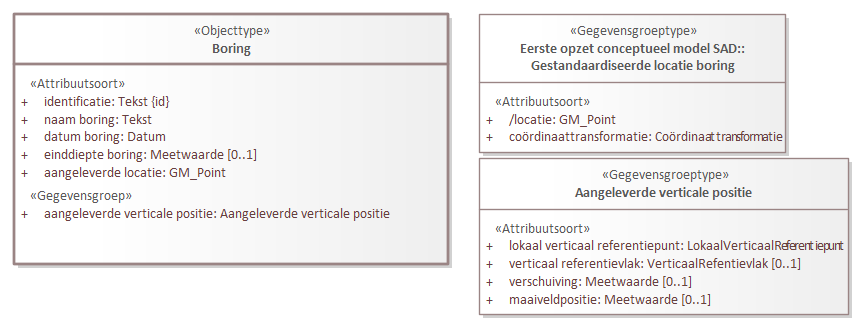 «Objecttype»
Boring
«Attribuutsoort»
+ identificatie: Tekst {id}
+ naam boring: Tekst
+ datum boring: Datum
+ einddiepte boring: Meetwaarde [0..1]
+ aangeleverde locatie: GM_Point
«Gegevensgroep»
+ aangeleverde verticale positie: Aangeleverde verticale positie
«Gegevensgroeptype»
Eerste opzet conceptueel model SAD::
Gestandaardiseerde locatie boring
«Attribuutsoort»
+ /locatie: GM_Point
+ coördinaattransformatie: Coördinaattransformatie
«Gegevensgroeptype»
Aangeleverde verticale positie
«Attribuutsoort»
+ lokaal verticaal referentiepunt: LokaalVerticaalReferentiepunt
+ verticaal referentievlak: VerticaalRefentievlak [0..1]
+ verschuiving: Meetwaarde [0..1]
+ maaiveldpositie: Meetwaarde [0..1]